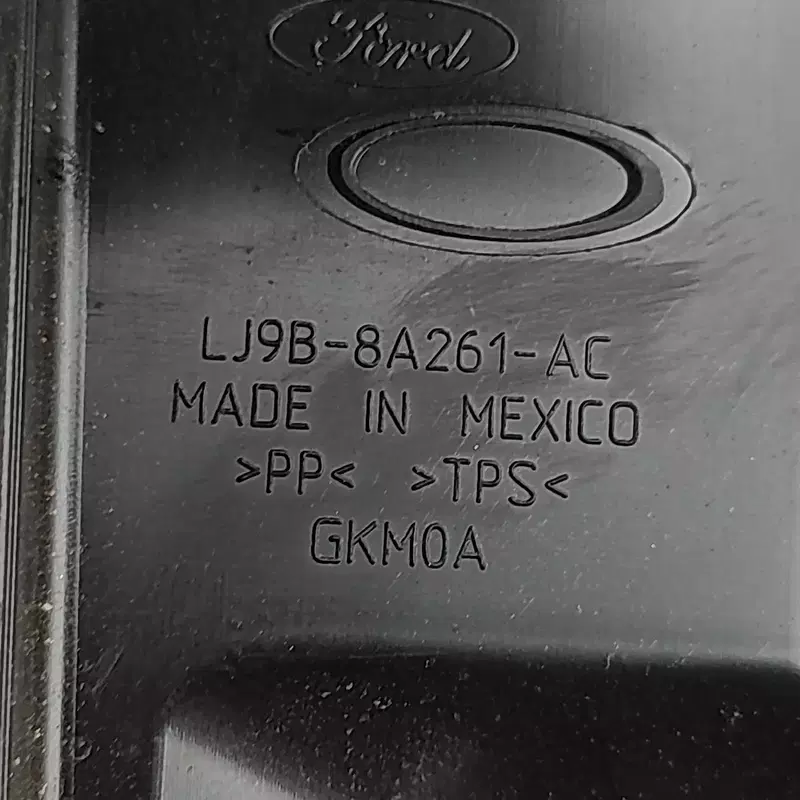 Ford
LJ9B-8A261-AC
MADE IN MEXICO
>PP< >TPS<
GKM0A